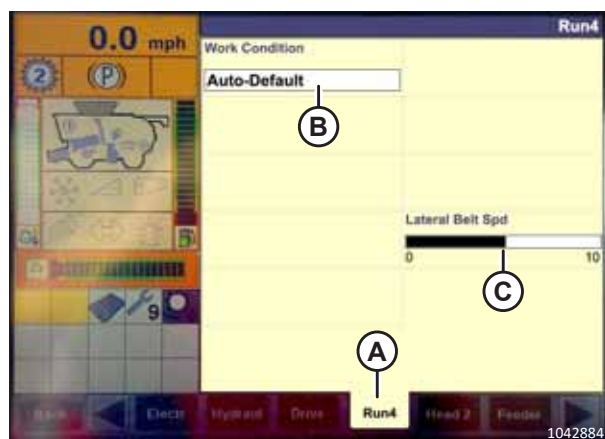 Run4
0.0 mph
Work Condition
2
P
Auto-Default
B
Lateral Belt Spd
0 10
C
9
A
Back Electr Hydraul Drive Run4 Head 2 Feeder
1042884